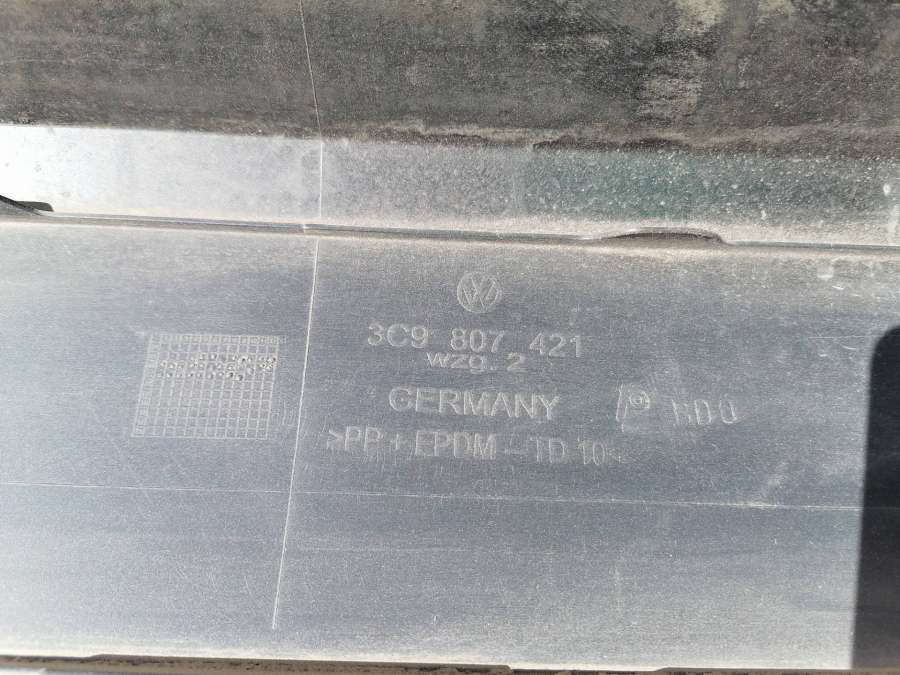 3C9 807 421
wzg. 2
GERMANY
>PP + EPDM – TD 10<